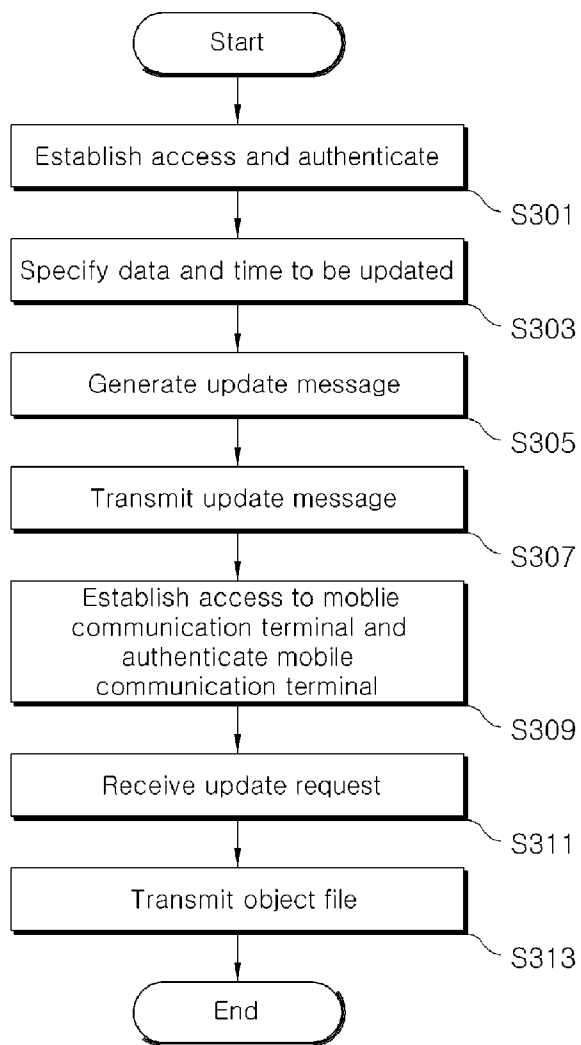 Start
Establish access and authenticate
S301
Specify data and time to be updated
S303
Generate update message
S305
Transmit update message
S307
Establish access to moblie
communication terminal and
authenticate mobile
communication terminal
S309
Receive update request
S311
Transmit object file
S313
End